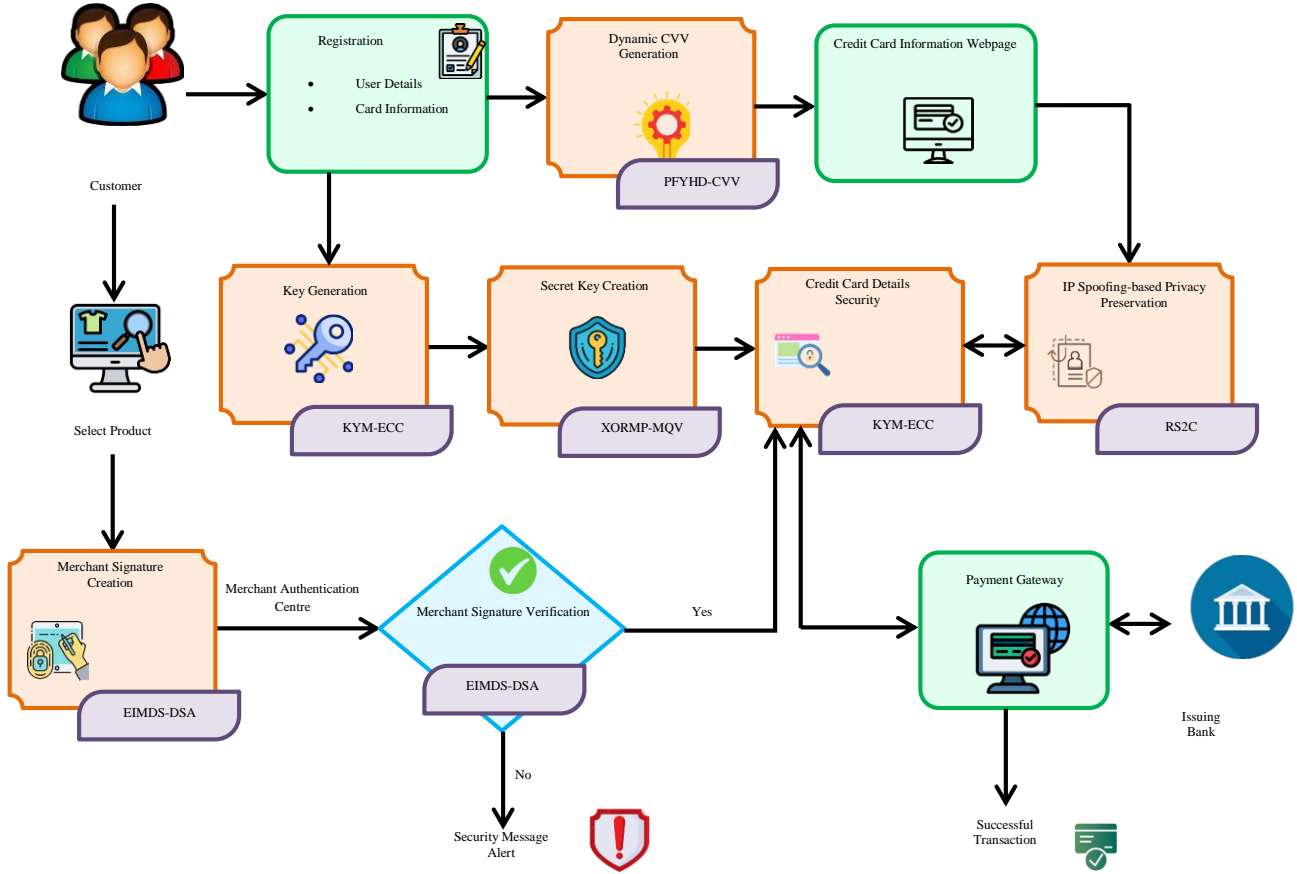 Registration
• User Details
• Card Information
Dynamic CVV
Generation
PFYHD-CVV
Credit Card Information Webpage
Customer
Key Generation
KYM-ECC
Secret Key Creation
XORMP-MQV
Credit Card Details
Security
KYM-ECC
IP Spoofing-based Privacy
Preservation
RS2C
Select Product
Merchant Signature
Creation
EIMDS-DSA
Merchant Authentication
Centre
Merchant Signature Verification
EIMDS-DSA
Yes
No
Security Message
Alert
Payment Gateway
Issuing
Bank
Successful
Transaction